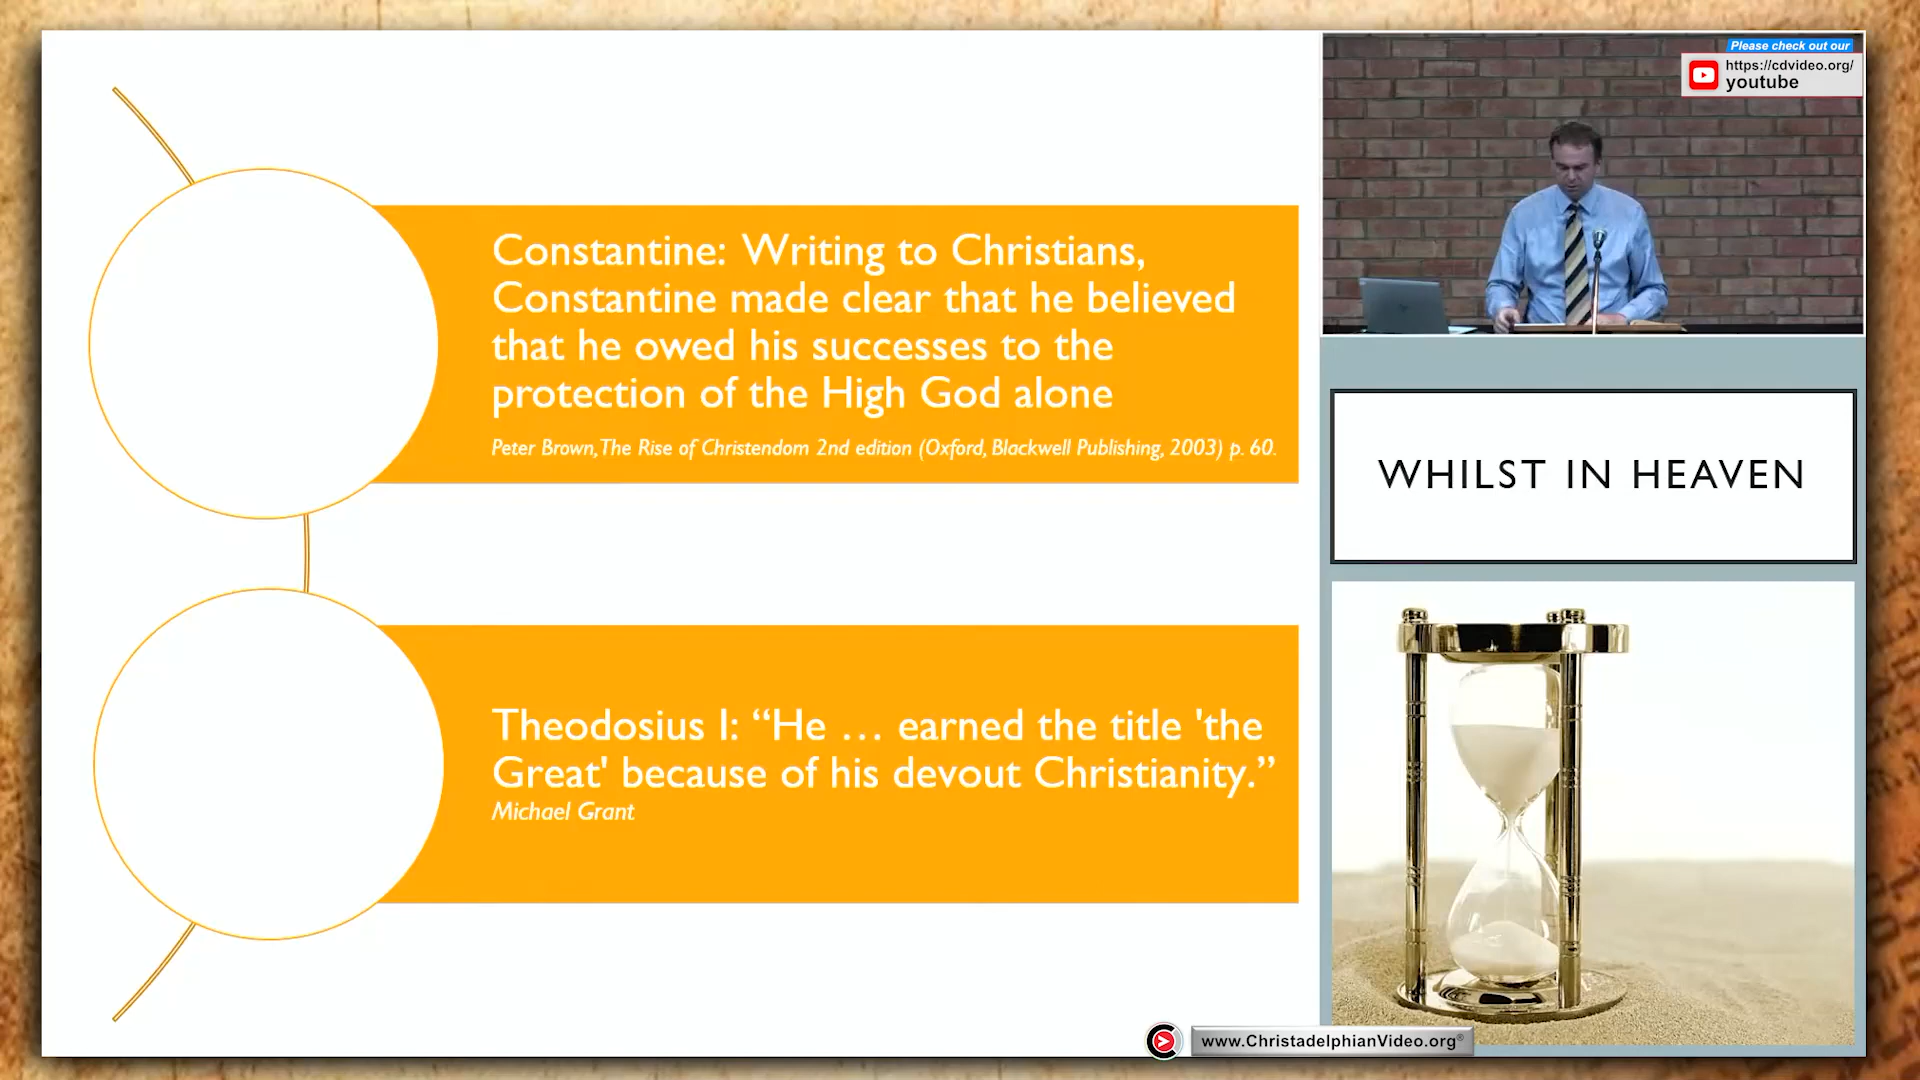 Constantine: Writing to Christians,
Constantine made clear that he believed
that he owed his successes to the
protection of the High God alone
Peter Brown, The Rise of Christendom 2nd edition (Oxford, Blackwell Publishing, 2003) p. 60.
Theodosius I: “He … earned the title 'the
Great' because of his devout Christianity.”
Michael Grant
Please check out our
https://cdvideo.org/
youtube
WHILST IN HEAVEN
www.ChristadelphianVideo.org®